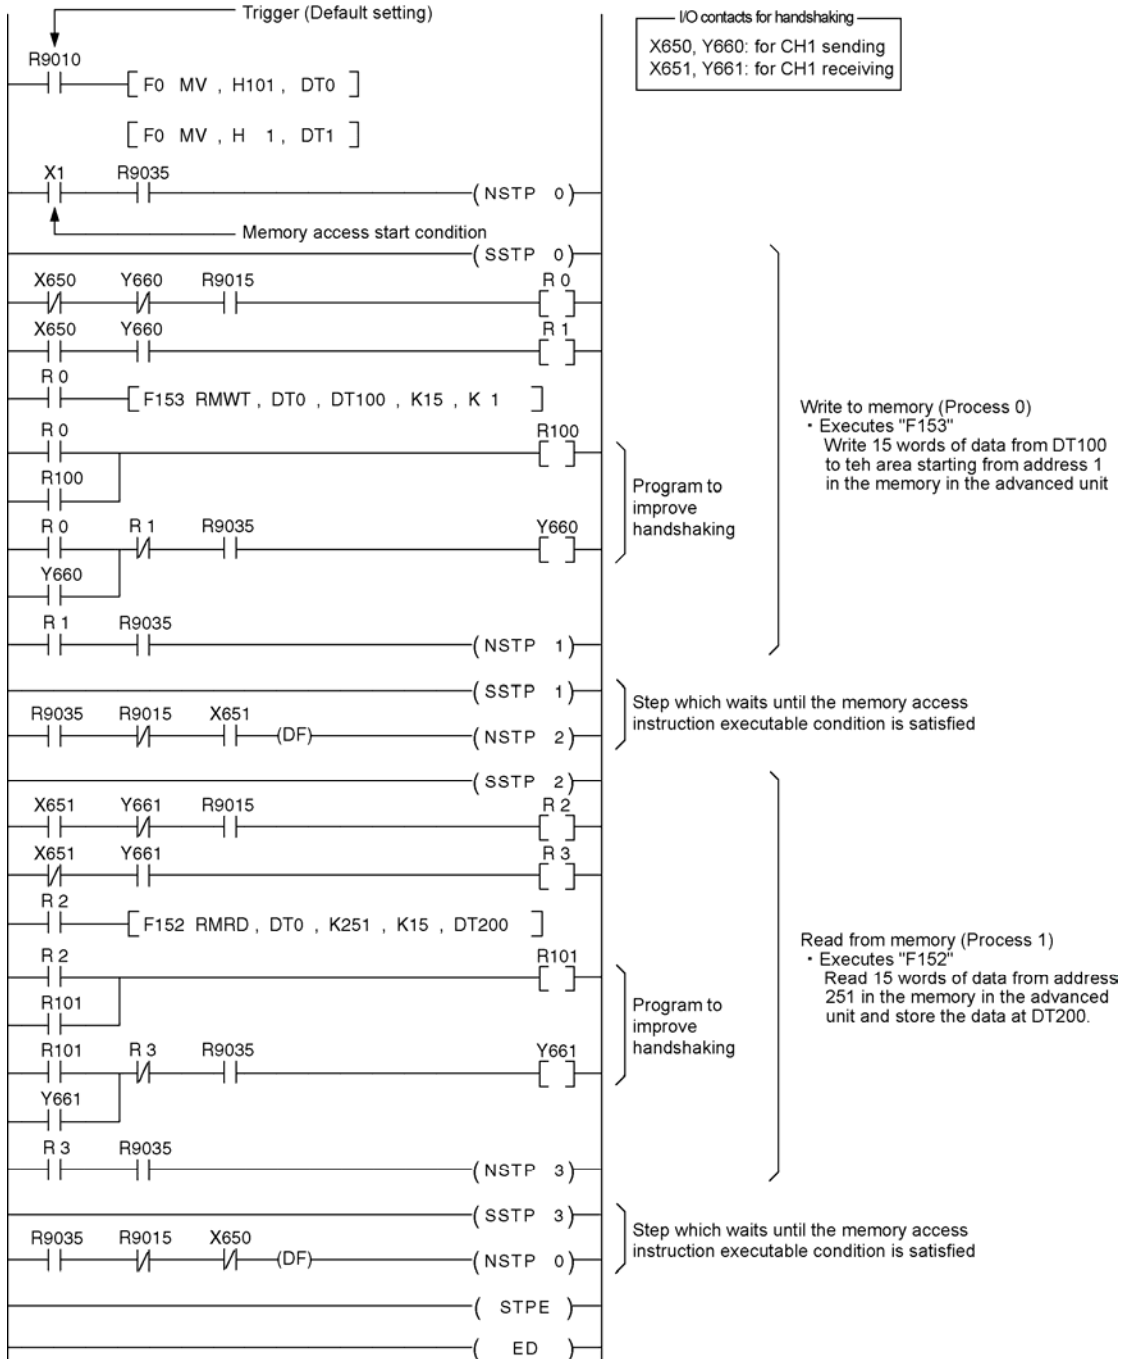 Trigger (Default setting)
I/O contacts for handshaking
X650, Y660: for CH1 sending
X651, Y661: for CH1 receiving
R9010
[ F0 MV , H101 , DT0 ]
[ F0 MV , H 1 , DT1 ]
X1 R9035
( NSTP 0 )
Memory access start condition
( SSTP 0 )
X650 Y660 R9015 R 0
X650 Y660 R 1
R 0
[ F153 RMWT , DT0 , DT100 , K15 , K 1 ]
R 0 R100
R100
R 0 R 1 R9035 Y660
Y660
R 1 R9035
( NSTP 1 )
Program to
improve
handshaking
Write to memory (Process 0)
・Executes "F153"
Write 15 words of data from DT100
to teh area starting from address 1
in the memory in the advanced unit
( SSTP 1 )
R9035 R9015 X651
(DF) ( NSTP 2 )
Step which waits until the memory access
instruction executable condition is satisfied
( SSTP 2 )
X651 Y661 R9015 R 2
X651 Y661 R 3
R 2
[ F152 RMRD , DT0 , K251 , K15 , DT200 ]
R 2 R101
R101
R101 R 3 R9035 Y661
Y661
R 3 R9035
( NSTP 3 )
Program to
improve
handshaking
Read from memory (Process 1)
・Executes "F152"
Read 15 words of data from address
251 in the memory in the advanced
unit and store the data at DT200.
( SSTP 3 )
R9035 R9015 X650
(DF) ( NSTP 0 )
Step which waits until the memory access
instruction executable condition is satisfied
( STPE )
( ED )